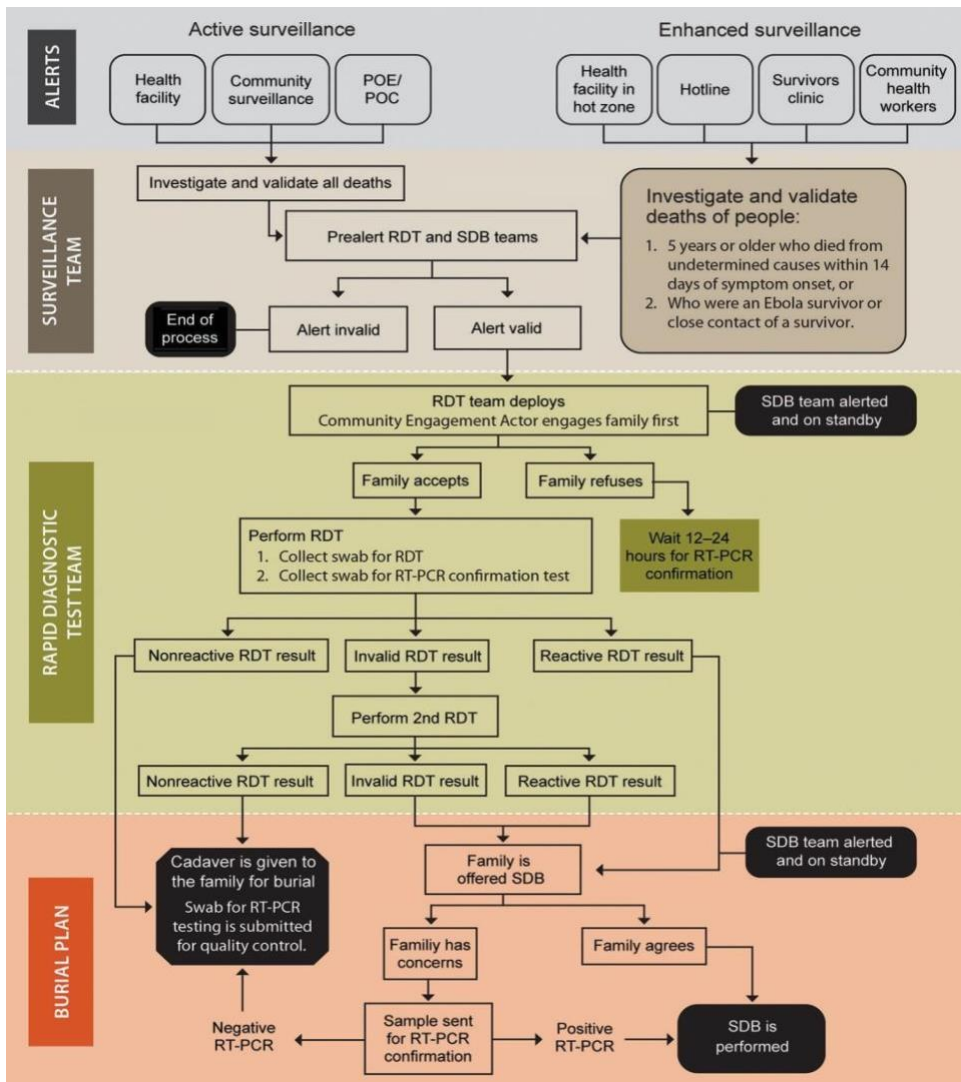 ALERTS
Active surveillance
Enhanced surveillance
Health
facility
Community
surveillance
POE/
POC
Health
facility in
hot zone
Hotline
Survivors
clinic
Community
health
workers
SURVEILLANCE
TEAM
Investigate and validate all deaths
Prealert RDT and SDB teams
Investigate and validate
deaths of people:
1. 5 years or older who died from
undetermined causes within 14
days of symptom onset, or
2. Who were an Ebola survivor or
close contact of a survivor.
End of
process
Alert invalid
Alert valid
RAPID DIAGNOSTIC
TEST TEAM
RDT team deploys
Community Engagement Actor engages family first
SDB team alerted
and on standby
Family accepts
Family refuses
Perform RDT
1. Collect swab for RDT
2. Collect swab for RT-PCR confirmation test
Wait 12–24
hours for RT-PCR
confirmation
Nonreactive RDT result
Invalid RDT result
Reactive RDT result
Perform 2nd RDT
Nonreactive RDT result
Invalid RDT result
Reactive RDT result
BURIAL PLAN
Cadaver is given to
the family for burial
Swab for RT-PCR
testing is submitted
for quality control.
Family is
offered SDB
SDB team alerted
and on standby
Familiy has
concerns
Family agrees
Negative
RT-PCR
Sample sent
for RT-PCR
confirmation
Positive
RT-PCR
SDB is
performed